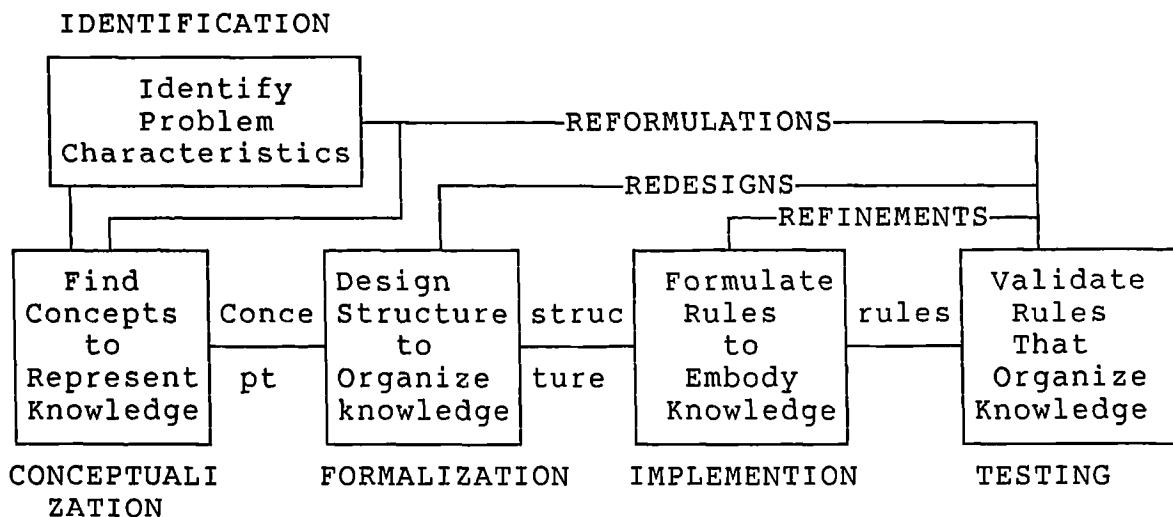 IDENTIFICATION
Identify
Problem
Characteristics
REFORMULATIONS
REDESIGNS
REFINEMENTS
Find
Concepts
to
Represent
Knowledge
Conce
pt
Design
Structure
to
Organize
knowledge
struc
ture
Formulate
Rules
to
Embody
Knowledge
rules
Validate
Rules
That
Organize
Knowledge
CONCEPTUALI
ZATION
FORMALIZATION
IMPLEMENTION
TESTING